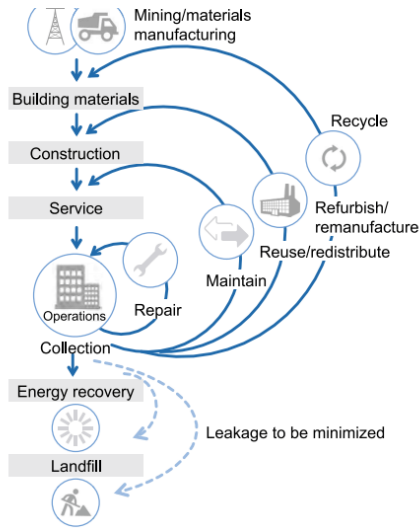 Mining/materials
manufacturing
Building materials
Recycle
Construction
Service
Refurbish/
remanufacture
Reuse/redistribute
Maintain
Repair
Operations
Collection
Energy recovery
Leakage to be minimized
Landfill